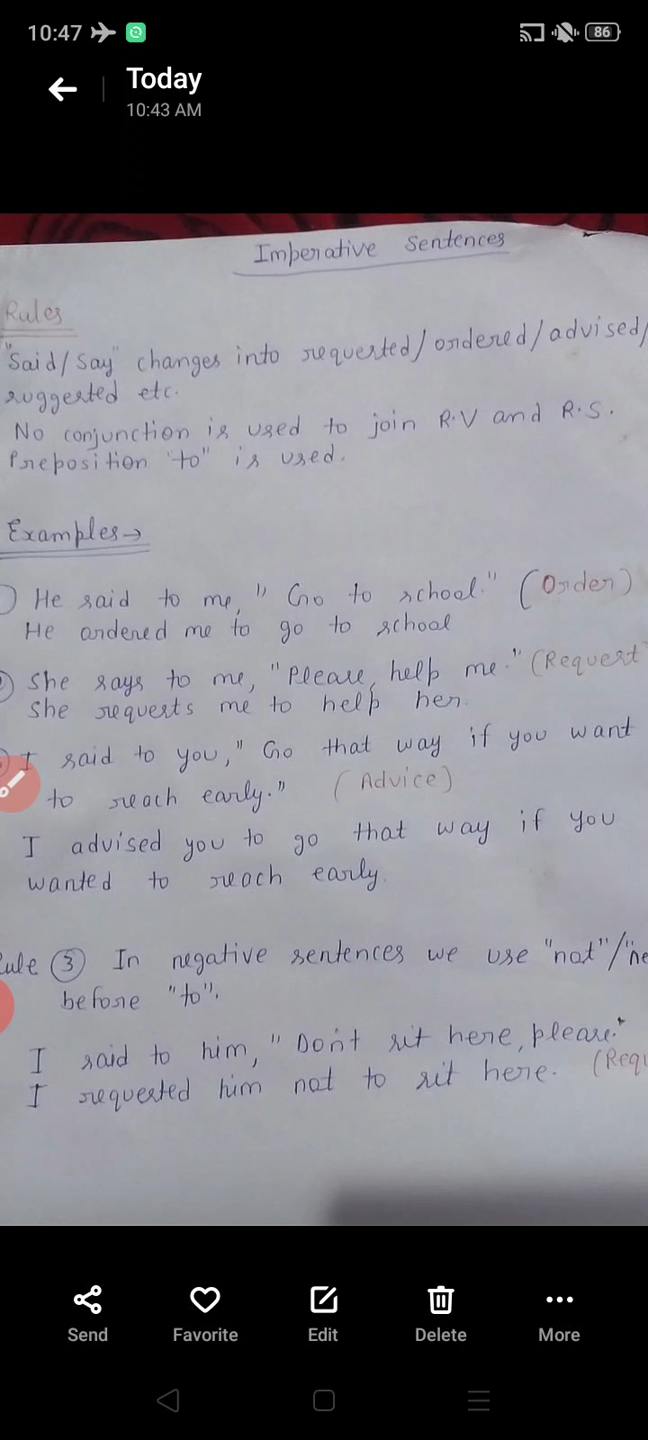 10:47
86
Today
10:43 AM
Imperative Sentences
Rules
"Said/Say" changes into requested/ordered/advised/
suggested etc.
No conjunction is used to join R.V and R.S.
Preposition "to" is used.
Examples→
He said to me, "Go to school." (Order)
He ordered me to go to school
She says to me, "Please, help me." (Request
She requests me to help her.
I said to you, "Go that way if you want
to reach early." (Advice)
I advised you to go that way if you
wanted to reach early.
Rule ③ In negative sentences we use "not"/"ne
before "to".
I said to him, "Don't sit here, please."
I requested him not to sit here. (Requ
Send
Favorite
Edit
Delete
More